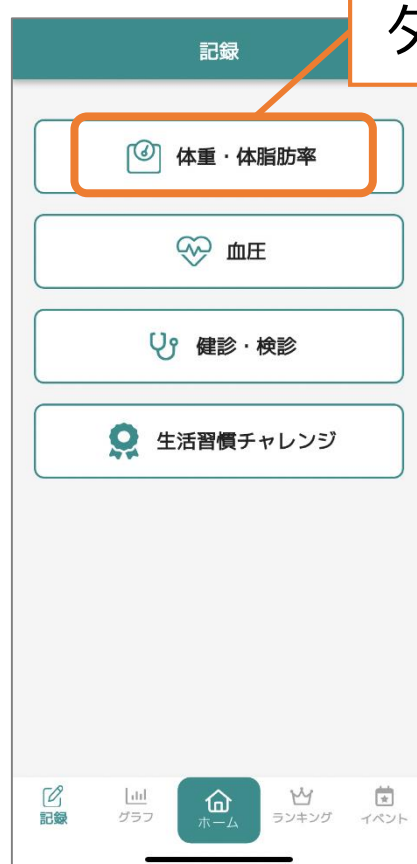 記録
体重・体脂肪率
血圧
健診・検診
生活習慣チャレンジ
記録
グラフ
ホーム
ランキング
イベント